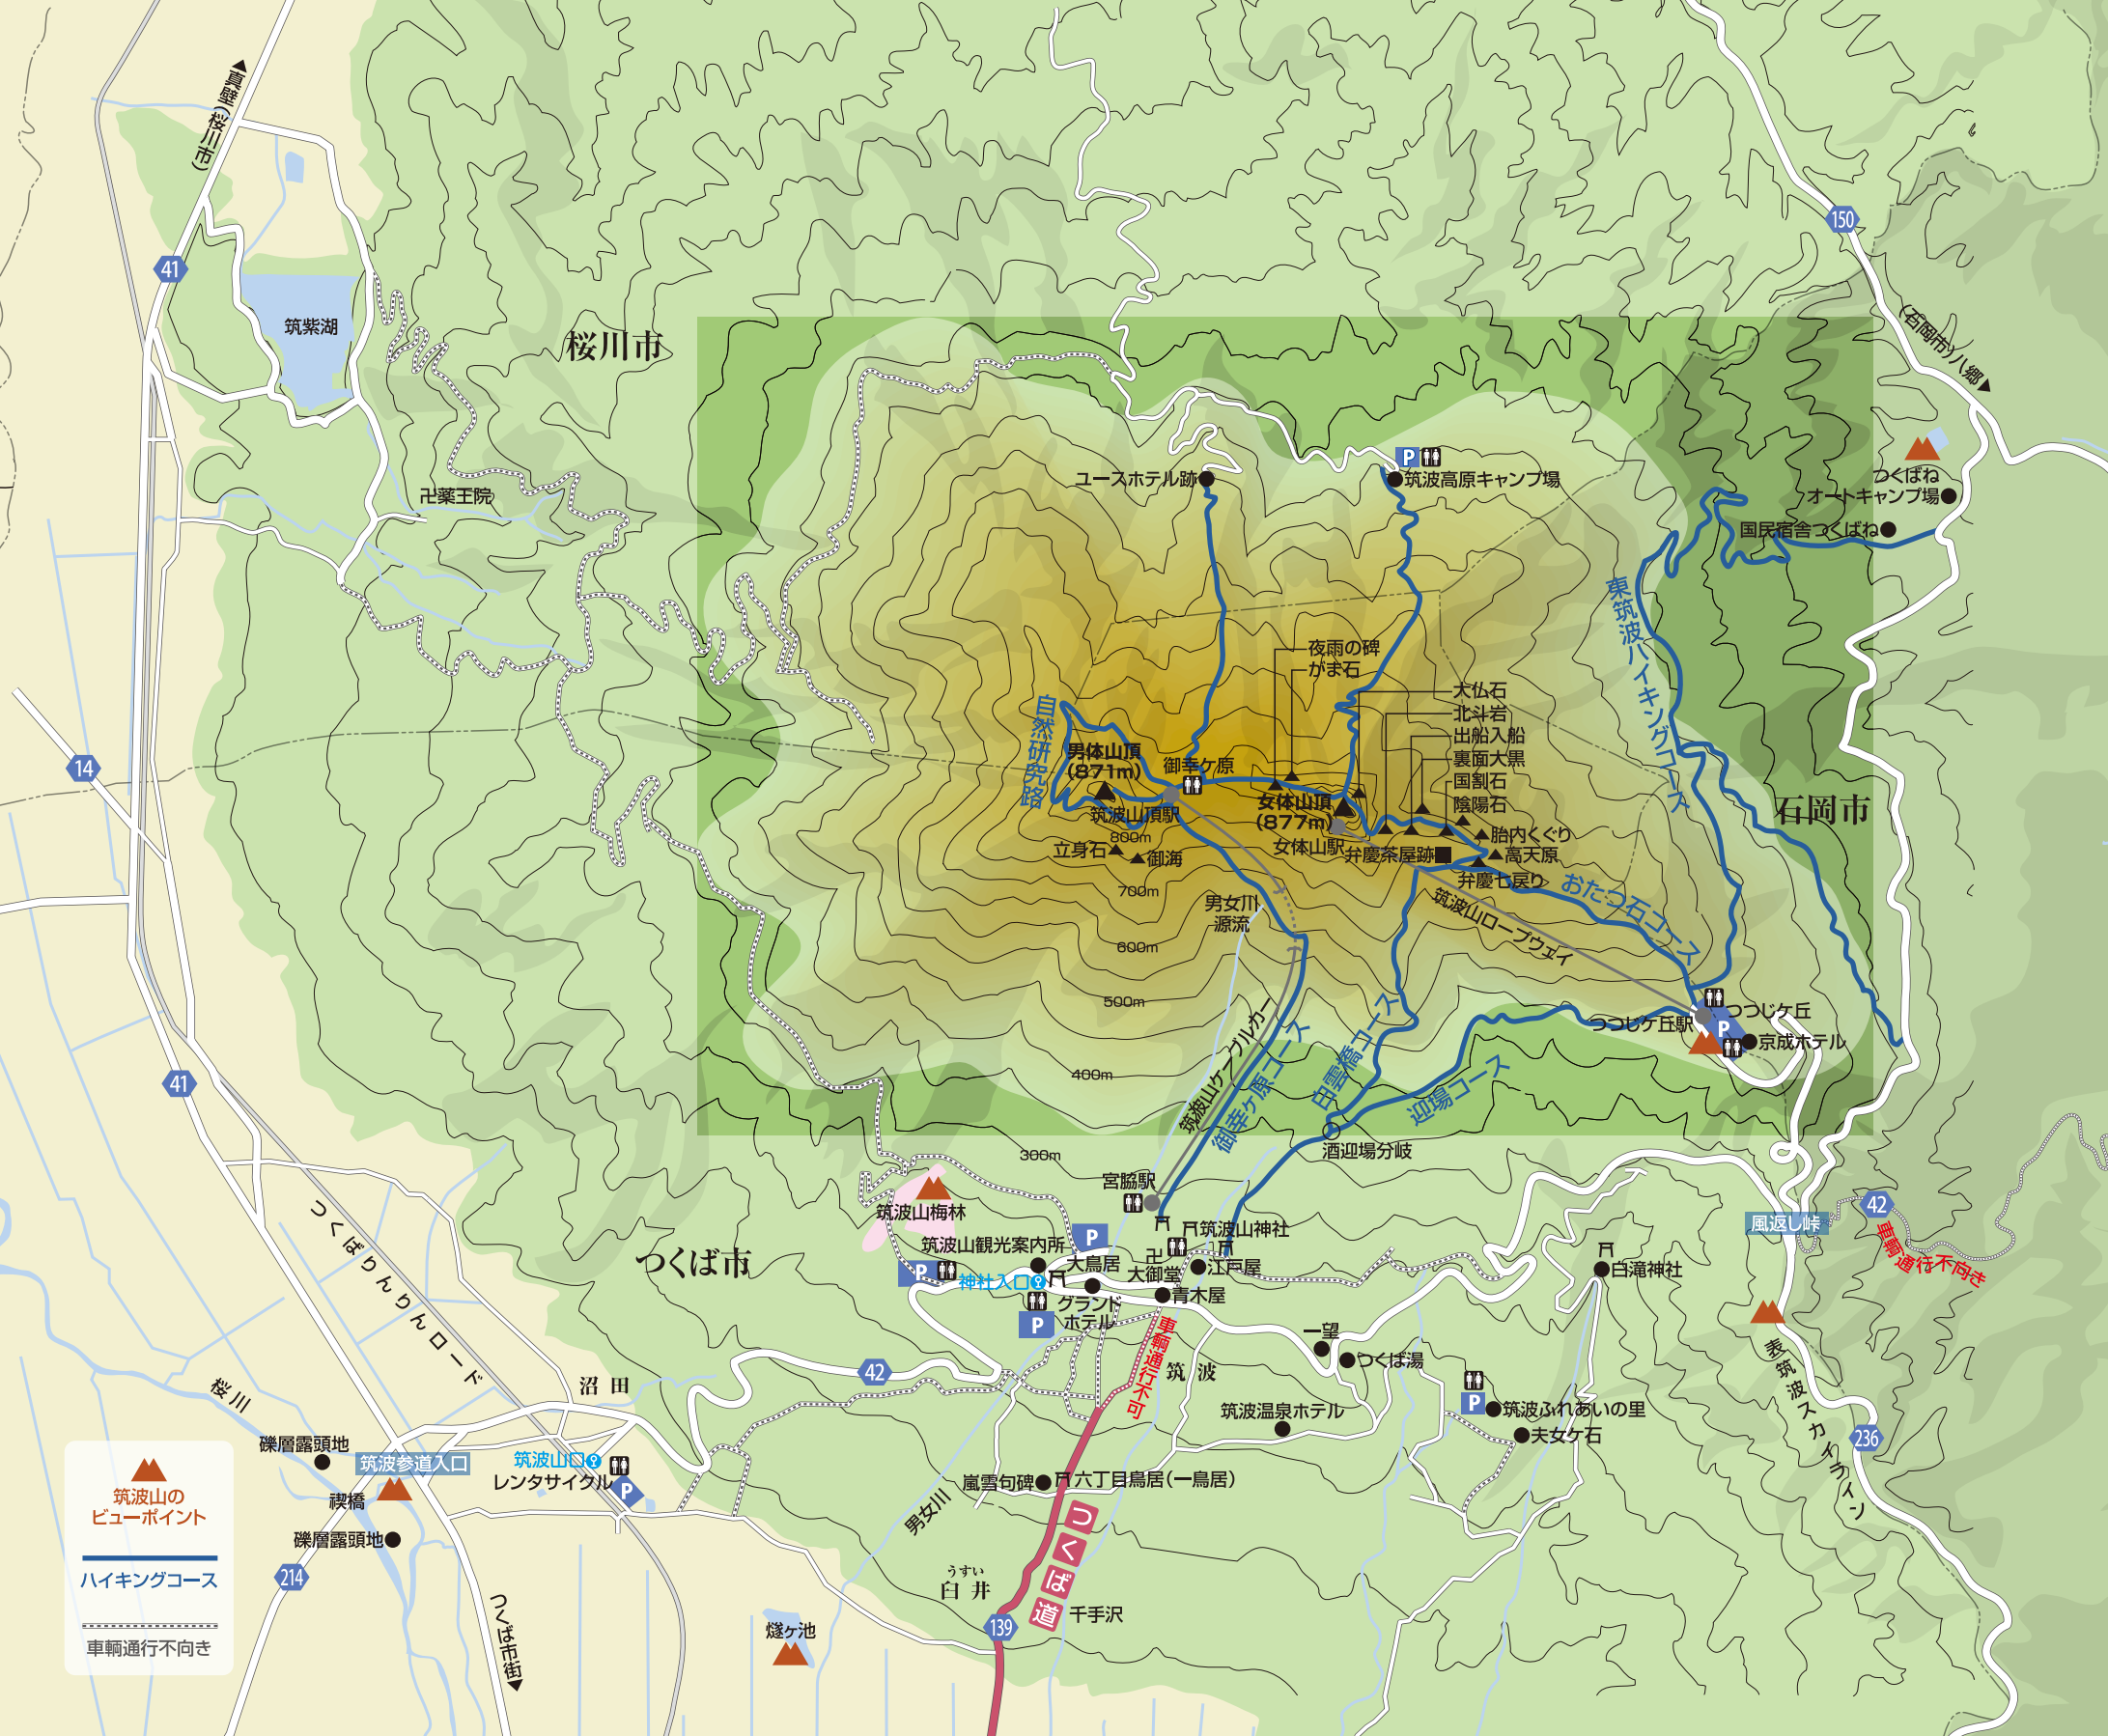 ▲真壁(桜川市)
41
筑紫湖
桜川市
150
(石岡市)八郷▶
つくばね
オートキャンプ場
国民宿舎つくばね
卍薬王院
ユースホテル跡
P
筑波高原キャンプ場
東筑波ハイキングコース
夜雨の碑
がま石
大仏石
北斗岩
出船入船
裏面大黒
国割石
陰陽石
胎内くぐり
高天原
弁慶七戻り
弁慶茶屋跡
自然研究路
男体山頂
(871m)
御幸ヶ原
筑波山頂駅
800m
立身石
御海
女体山頂
(877m)
女体山駅
石岡市
14
700m
男女川
源流
600m
500m
400m
300m
おたつ石コース
筑波山ロープウェイ
つつじケ丘
つつじケ丘駅
P
京成ホテル
筑波山ケーブルカー
御幸ヶ原コース
白雲橋コース
迎場コース
酒迎場分岐
41
つくばりんりんロード
宮脇駅
筑波山梅林
筑波山神社
筑波山観光案内所
P
P
神社入口
大鳥居
卍
大御堂
江戸屋
青木屋
グランド
ホテル
P
つくば市
42
風返し峠
車輌通行不向き
白滝神社
表筑波スカイライン
236
車輌通行不可
筑波
一望
つくば湯
筑波温泉ホテル
P
筑波ふれあいの里
夫女ケ石
42
沼田
桜川
礫層露頭地
筑波参道入口
禊橋
礫層露頭地
筑波山口
レンタサイクル
P
嵐雪句碑
六丁目鳥居(一鳥居)
男女川
つくば道
うすい
臼井
139
千手沢
燧ヶ池
214
つくば市街▶
筑波山の
ビューポイント
ハイキングコース
車輌通行不向き